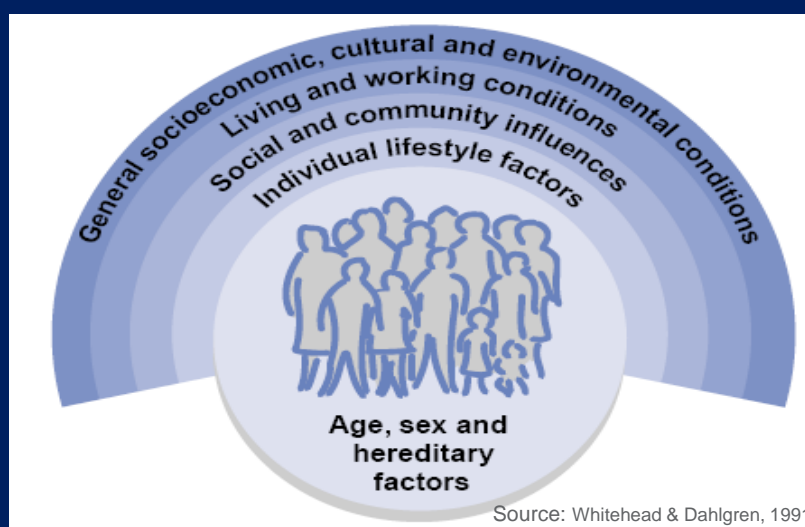 General socioeconomic, cultural and environmental conditions
Living and working conditions
Social and community influences
Individual lifestyle factors
Age, sex and
hereditary
factors
Source: Whitehead & Dahlgren, 1991